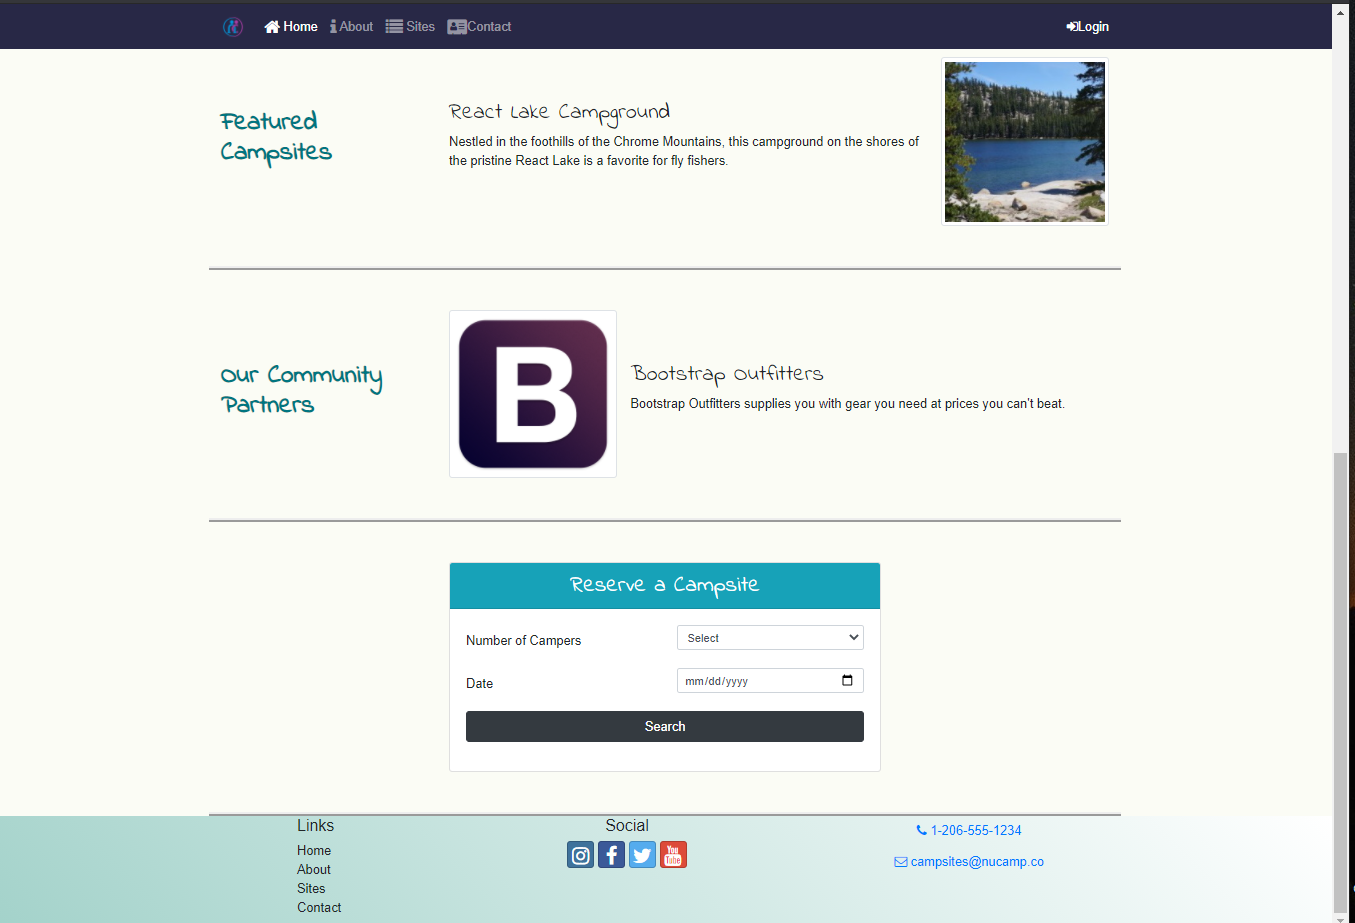 Home About Sites Contact Login
Featured
Campsites
React Lake Campground
Nestled in the foothills of the Chrome Mountains, this campground on the shores of
the pristine React Lake is a favorite for fly fishers.
Our Community
Partners
B
Bootstrap Outfitters
Bootstrap Outfitters supplies you with gear you need at prices you can't beat.
Reserve a Campsite
Number of Campers Select
Date mm/dd/yyyy
Search
Links
Home
About
Sites
Contact
Social
You
Tube
1-206-555-1234
campsites@nucamp.co